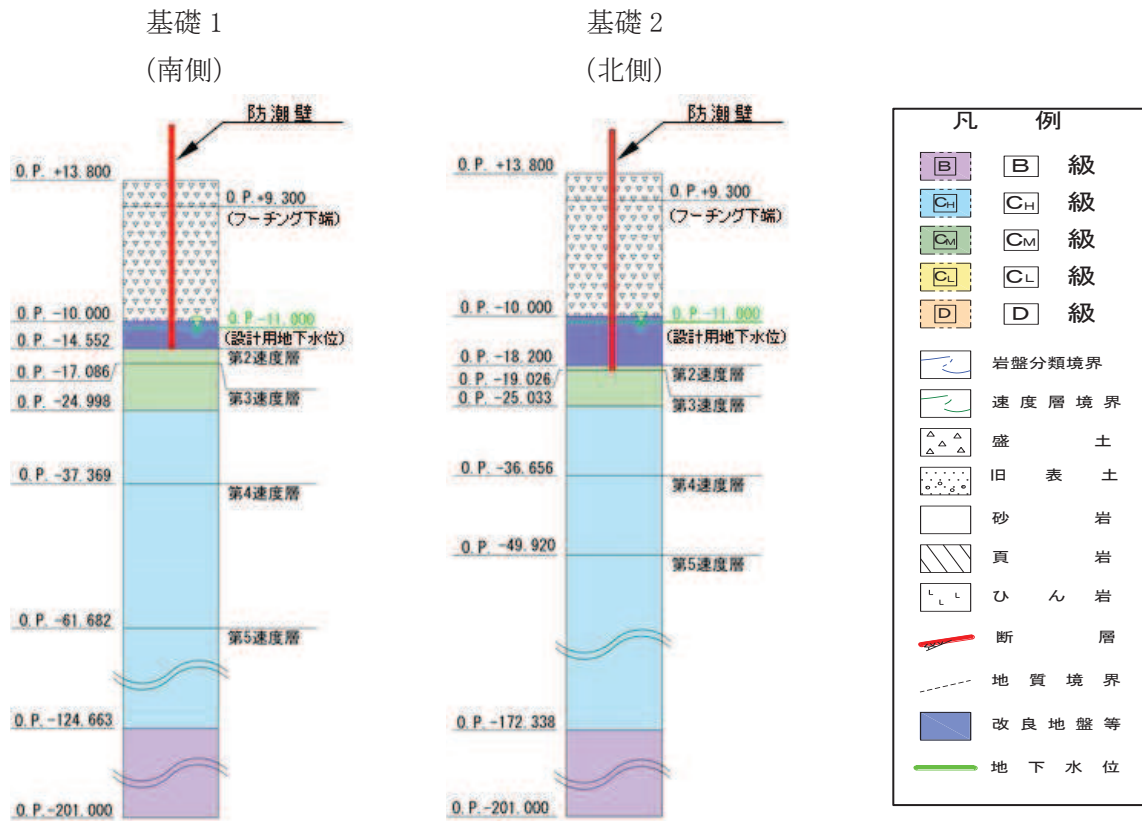 基礎 1
(南側)
防潮壁
O.P. +13.800
O.P.+9.300
(フーチング下端)
O.P. -10.000
O.P.-11.000
(設計用地下水位)
O.P. -14.552
第2速度層
O.P. -17.086
第3速度層
O.P. -24.998
O.P. -37.369
第4速度層
O.P. -61.682
第5速度層
O.P. -124.663
O.P. -201.000
基礎 2
(北側)
防潮壁
O.P. +13.800
O.P.+9.300
(フーチング下端)
O.P. -10.000
O.P.-11.000
(設計用地下水位)
O.P. -18.200
第2速度層
O.P. -19.026
第3速度層
O.P. -25.033
O.P. -36.656
第4速度層
O.P. -49.920
第5速度層
O.P. -172.338
O.P. -201.000
凡 例
B B 級
CH CH 級
CM CM 級
CL CL 級
D D 級
岩盤分類境界
速度層境界
盛土
旧表土
砂岩
頁岩
ひん岩
断層
地質境界
改良地盤等
地下水位